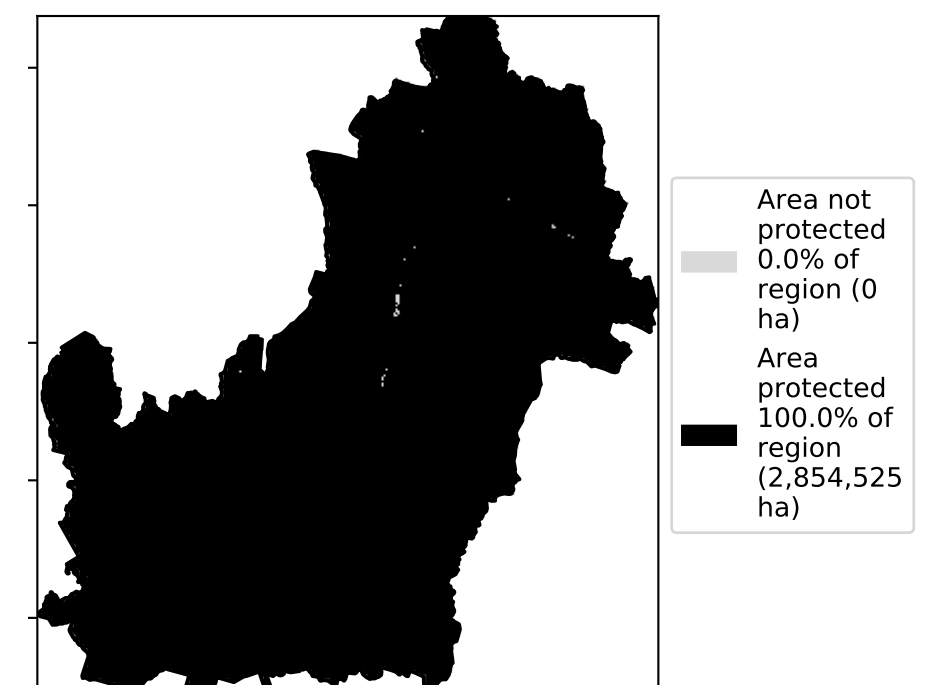 Area not
protected
0.0% of
region (0
ha)
Area
protected
100.0% of
region
(2,854,525
ha)